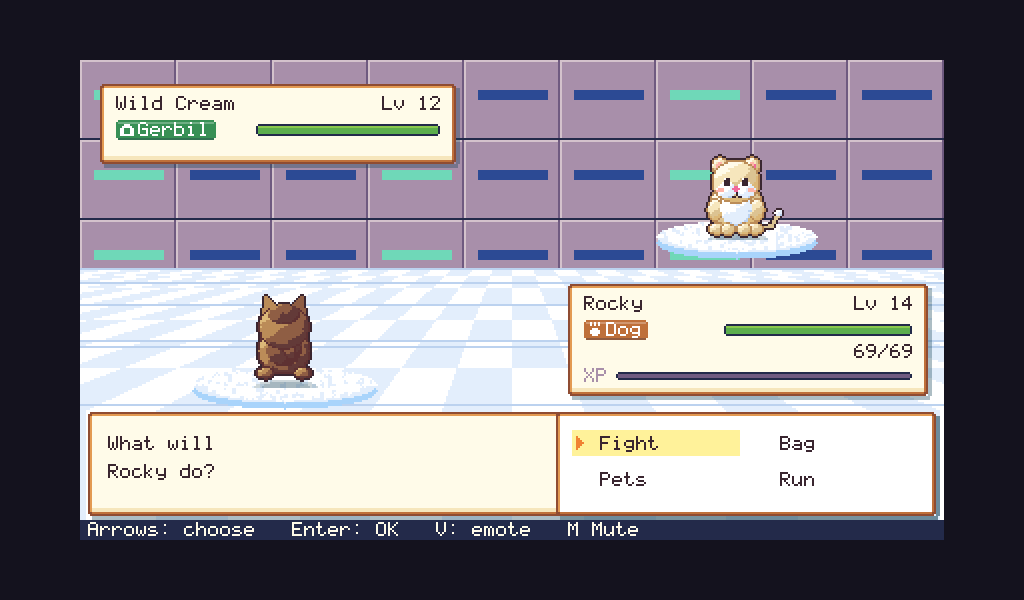 Wild Cream Lv 12
Gerbil
Rocky Lv 14
Dog
69/69
XP
What will
Rocky do?
Fight Bag
Pets Run
Arrows: choose Enter: OK V: emote M Mute